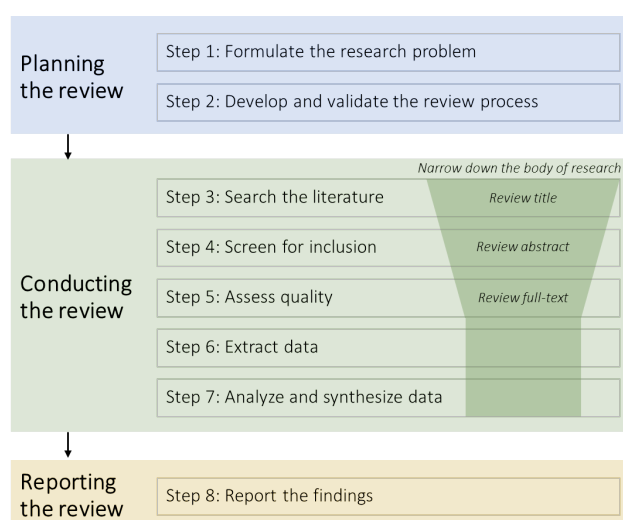 Planning
the review
Step 1: Formulate the research problem
Step 2: Develop and validate the review process
Narrow down the body of research
Conducting
the review
Step 3: Search the literature
Review title
Step 4: Screen for inclusion
Review abstract
Step 5: Assess quality
Review full-text
Step 6: Extract data
Step 7: Analyze and synthesize data
Reporting
the review
Step 8: Report the findings